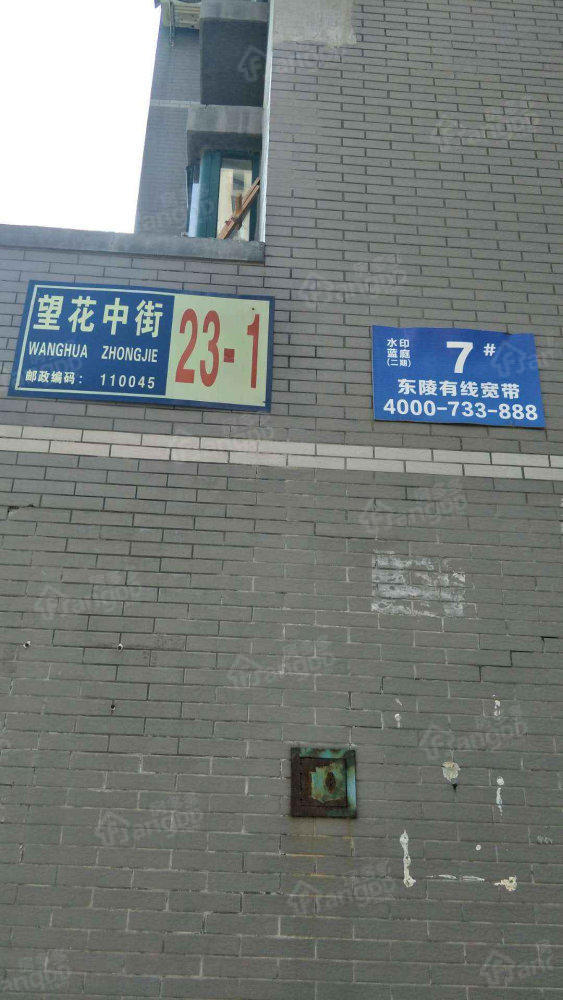 望花中街
WANGHUA ZHONGJIE
邮政编码： 110045
23-1
水印
蓝庭
(二期)
7#
东陵有线宽带
4000-733-888